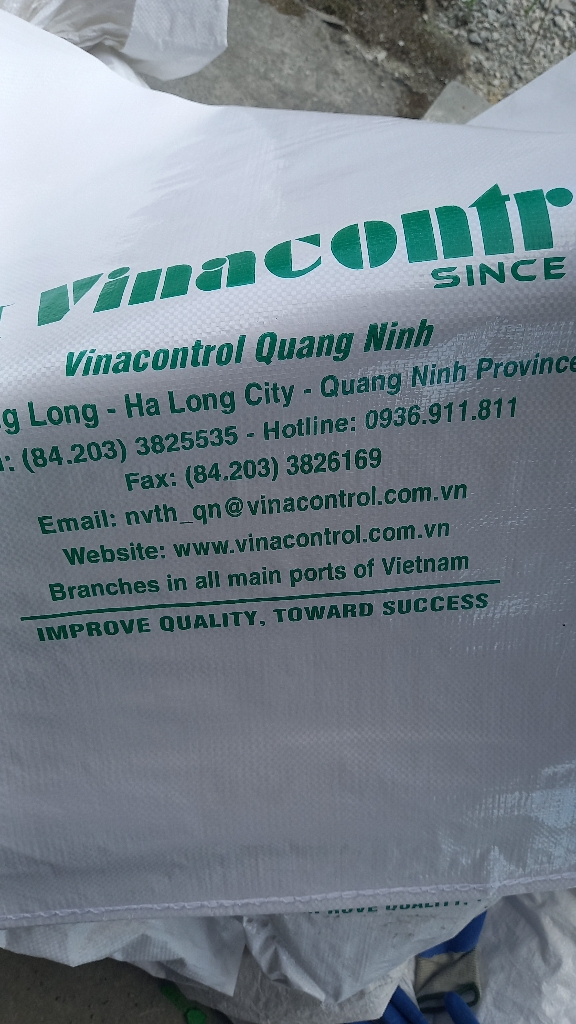 Vinacontr
SINCE
Vinacontrol Quang Ninh
g Long - Ha Long City - Quang Ninh Province
: (84.203) 3825535 - Hotline: 0936.911.811
Fax: (84.203) 3826169
Email: nvth_qn@vinacontrol.com.vn
Website: www.vinacontrol.com.vn
Branches in all main ports of Vietnam
IMPROVE QUALITY, TOWARD SUCCESS